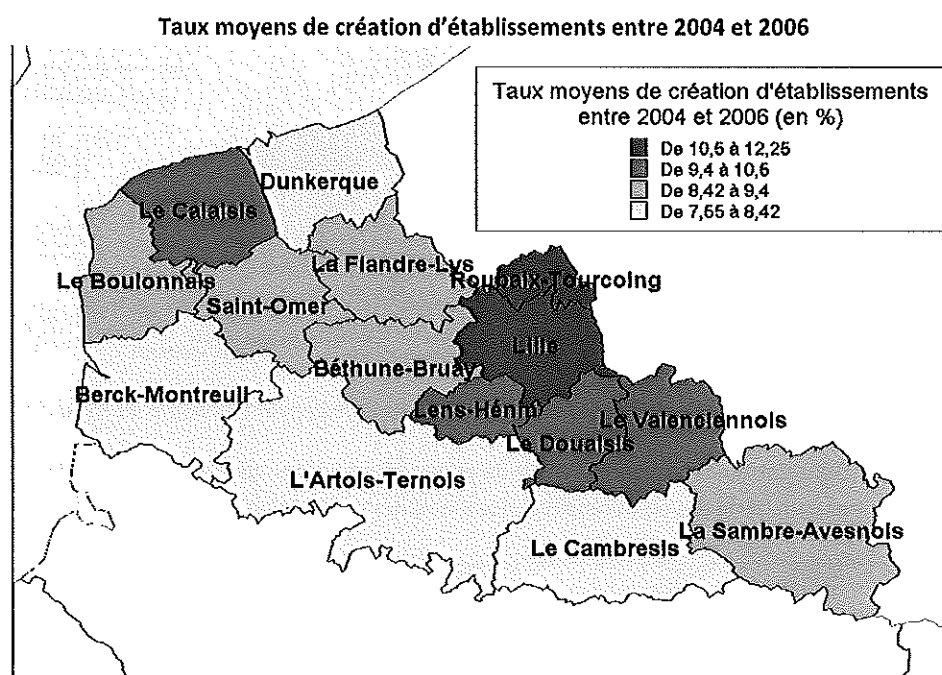 Taux moyens de création d'établissements entre 2004 et 2006
Taux moyens de création d'établissements
entre 2004 et 2006 (en %)
De 10,5 à 12,25
De 9,4 à 10,5
De 8,42 à 9,4
De 7,55 à 8,42
Dunkerque
Le Calaisis
La Flandre-Lys
Roubaix-Tourcoing
Le Boulonnais
Saint-Omer
Lille
Béthune-Bruay
Berck-Montreuil
Lens-Hénin
Le Valenciennois
Le Douaisis
L'Artois-Ternois
La Sambre-Avesnois
Le Cambresis